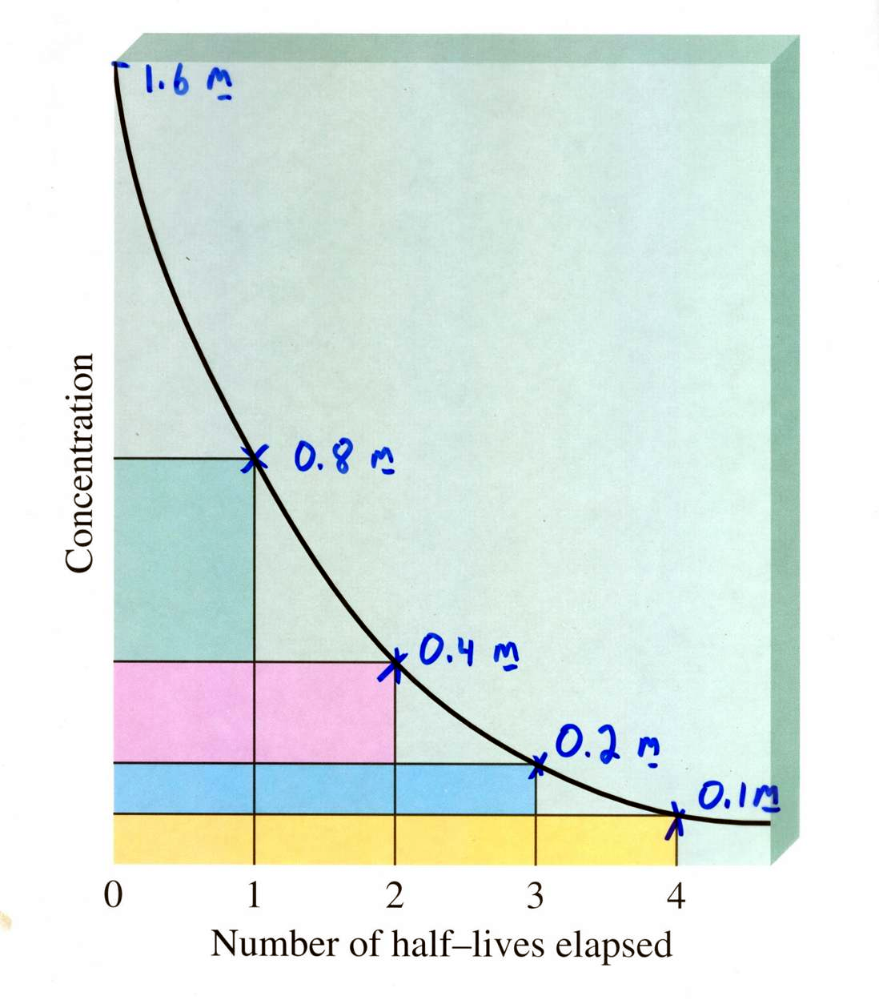 1.6 m
0.8 m
0.4 m
0.2 m
0.1 m
Concentration
0 1 2 3 4
Number of half–lives elapsed